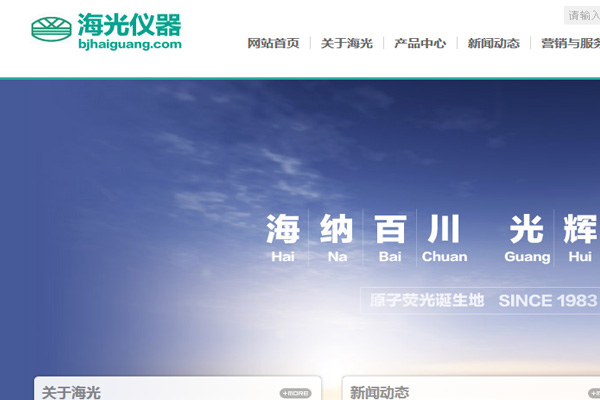 海光仪器
bjhaiguang.com
请输入
网站首页 关于海光 产品中心 新闻动态 营销与服务
海纳百川 光辉
Hai Na Bai Chuan Guang Hui
原子荧光诞生地 SINCE 1983
关于海光 +MORE 新闻动态